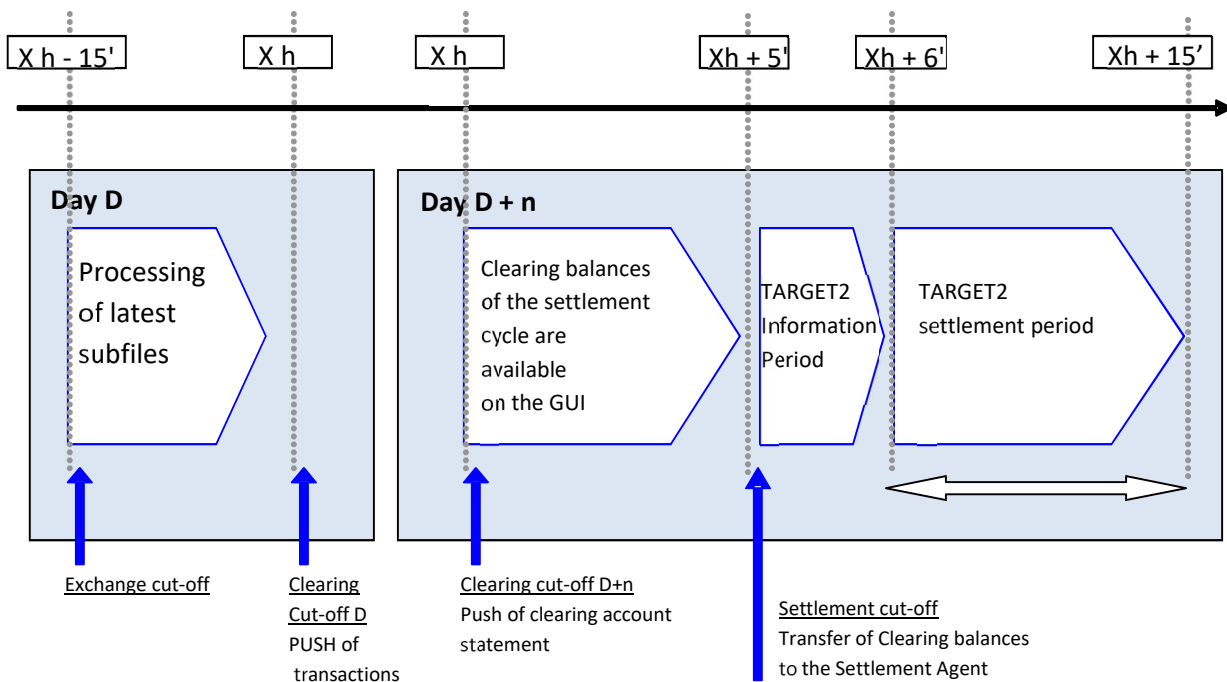 X h - 15'
X h
X h
Xh + 5'
Xh + 6'
Xh + 15’
Day D
Processing
of latest
subfiles
Day D + n
Clearing balances
of the settlement
cycle are
available
on the GUI
TARGET2
Information
Period
TARGET2
settlement period
Exchange cut-off
Clearing
Cut-off D
PUSH of
transactions
Clearing cut-off D+n
Push of clearing account
statement
Settlement cut-off
Transfer of Clearing balances
to the Settlement Agent